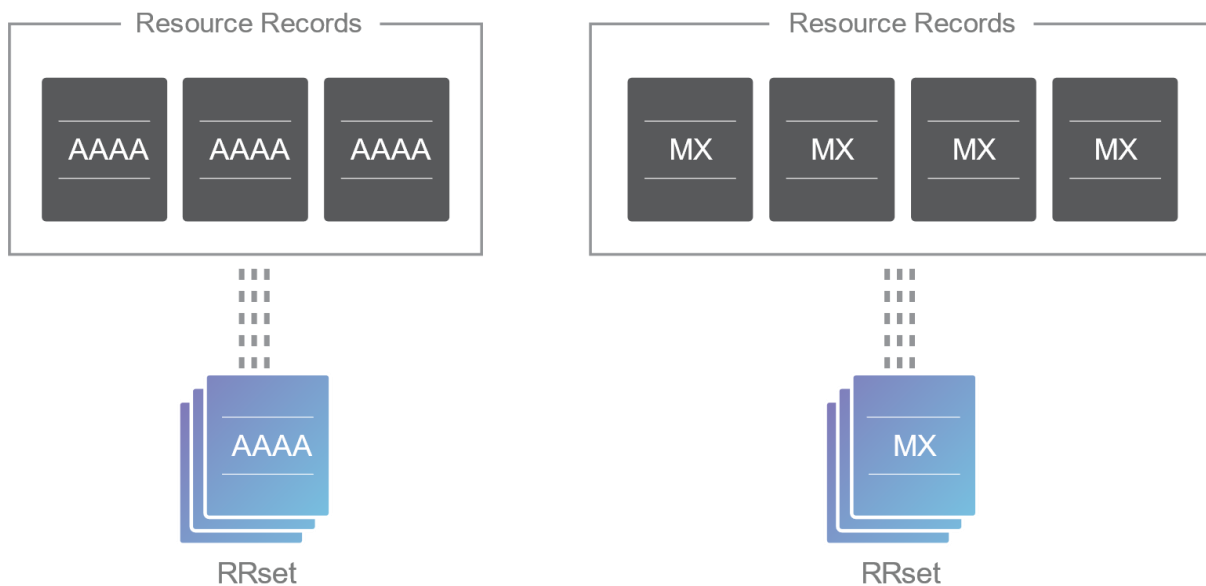 Resource Records
AAAA AAAA AAAA
AAAA
RRset
Resource Records
MX MX MX MX
MX
RRset